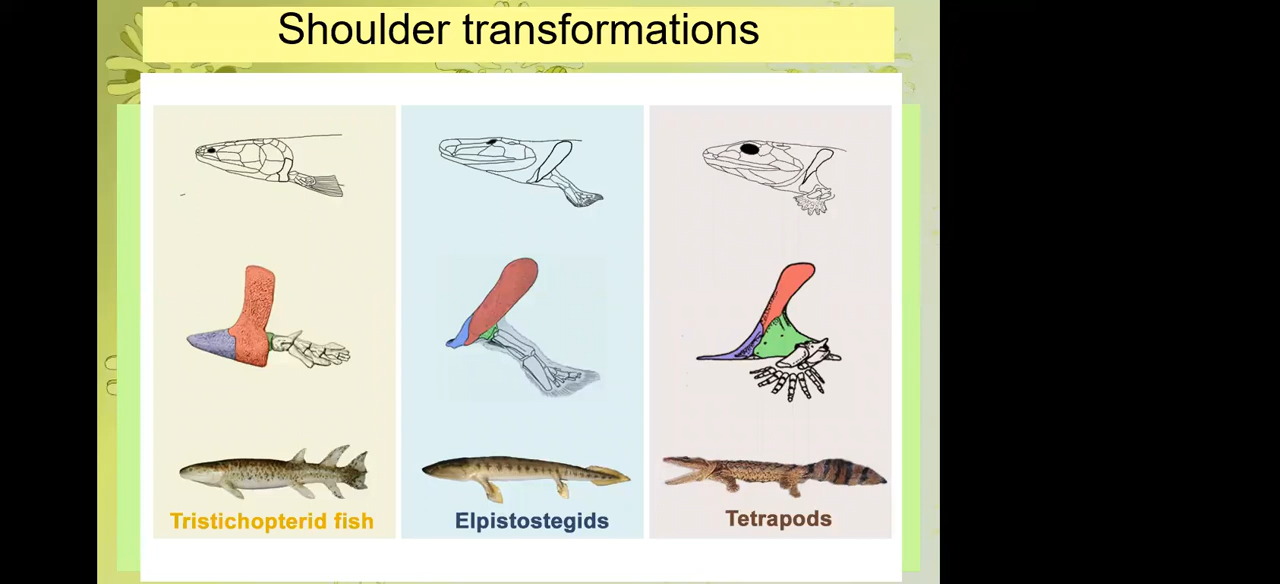 Shoulder transformations
Tristichopterid fish
Elpistostegids
Tetrapods